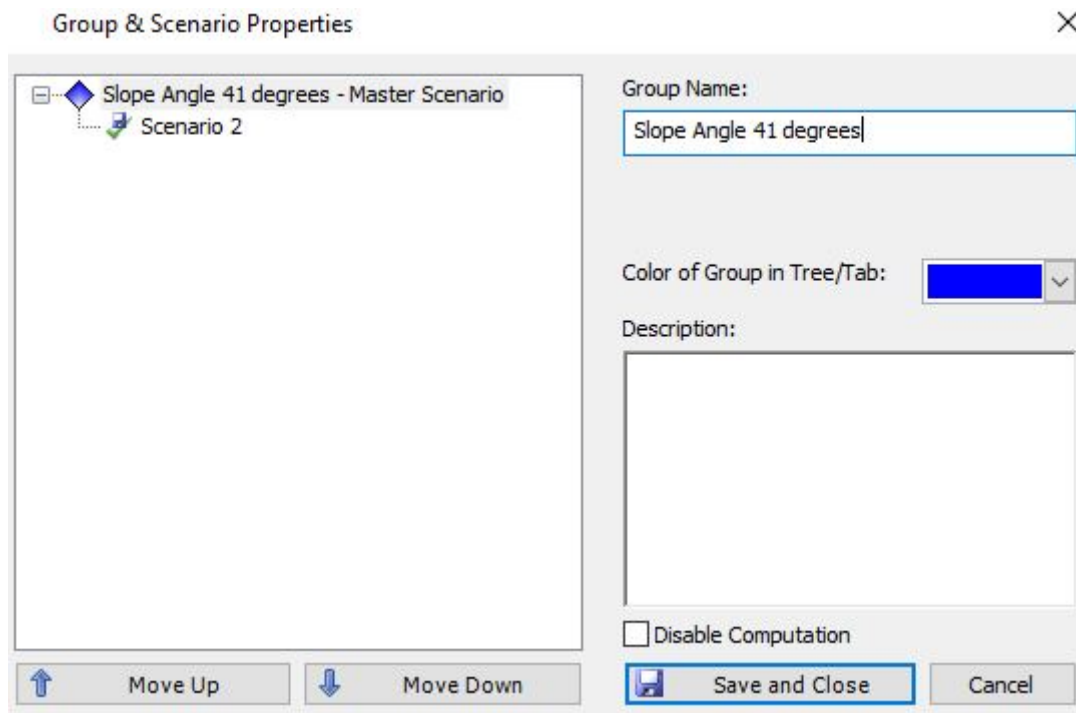 Group & Scenario Properties
Slope Angle 41 degrees - Master Scenario
Scenario 2
Group Name:
Slope Angle 41 degrees
Color of Group in Tree/Tab:
Description:
Disable Computation
Move Up
Move Down
Save and Close
Cancel